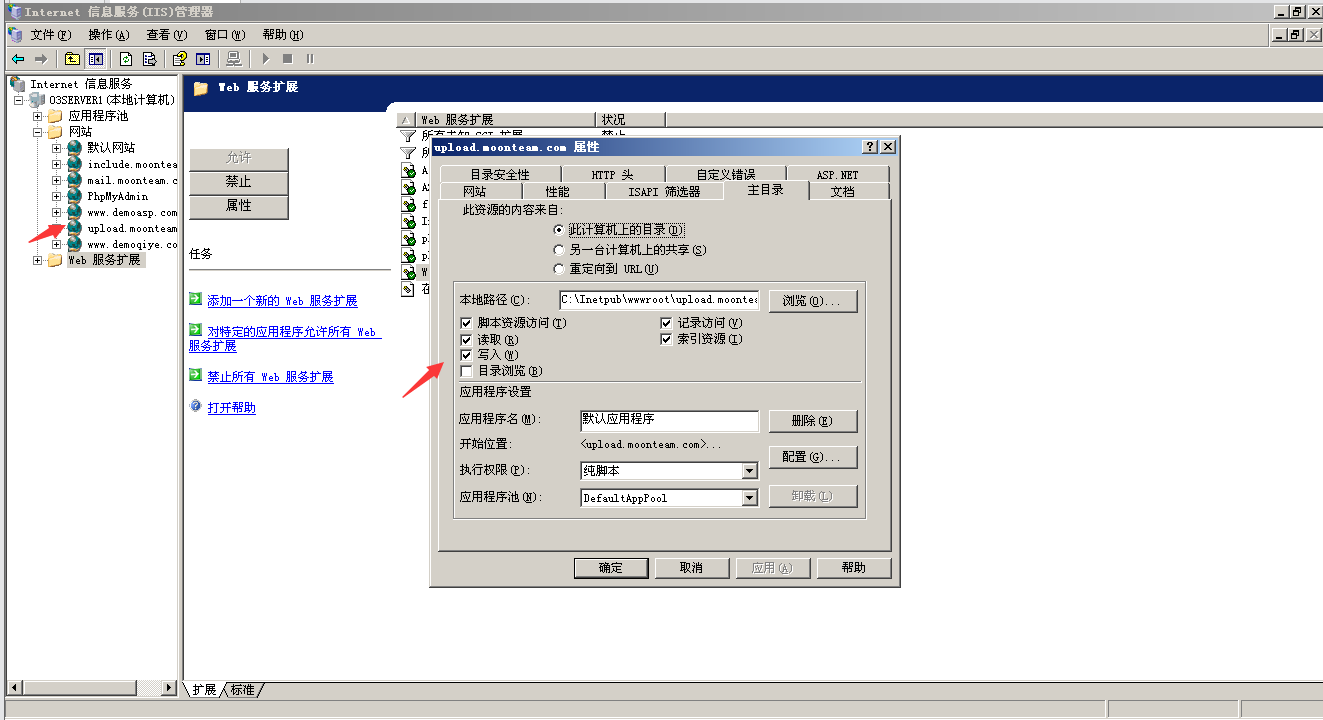 Internet 信息服务(IIS)管理器
文件(F) 操作(A) 查看(V) 窗口(W) 帮助(H)
Internet 信息服务
O3SERVER1(本地计算机)
应用程序池
网站
默认网站
include.moontea
mail.moonteam.c
PhpMyAdmin
www.demoasp.com
upload.moonteam
www.demoqiye.co
Web 服务扩展
Web 服务扩展
允许
禁止
属性
任务
添加一个新的 Web 服务扩展
对特定的应用程序允许所有 Web
服务扩展
禁止所有 Web 服务扩展
打开帮助
Web 服务扩展 状况
所有未知 CGI 扩展 禁止
所
A
AS
f
In
p
p
W
在
upload.moonteam.com 属性
目录安全性 HTTP 头 自定义错误 ASP.NET
网站 性能 ISAPI 筛选器 主目录 文档
此资源的内容来自:
此计算机上的目录(D)
另一台计算机上的共享(S)
重定向到 URL(U)
本地路径(C): C:\Inetpub\wwwroot\upload.moontea 浏览(O)...
脚本资源访问(T) 记录访问(V)
读取(R) 索引资源(I)
写入(W)
目录浏览(B)
应用程序设置
应用程序名(M): 默认应用程序 删除(E)
开始位置: <upload.moonteam.com>...
配置(G)...
执行权限(P): 纯脚本
应用程序池(N): DefaultAppPool 卸载(L)
确定 取消 应用(A) 帮助
扩展 标准